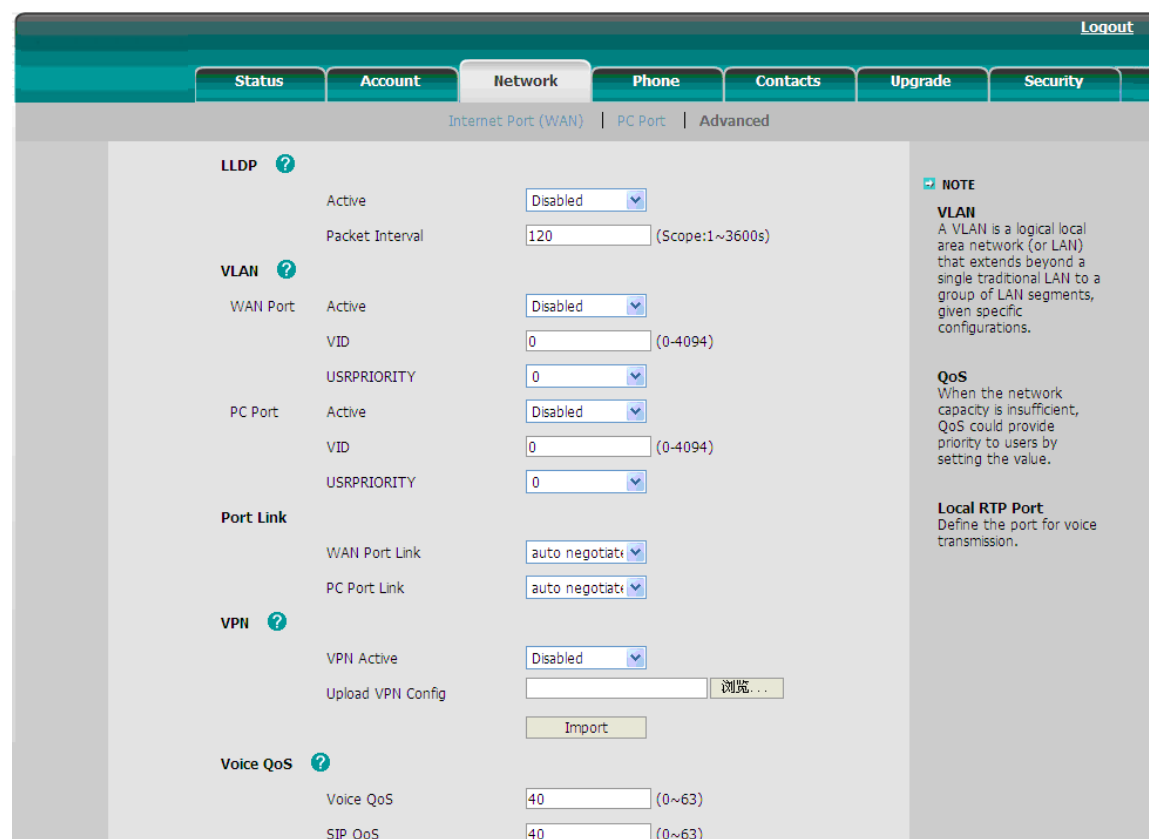 Logout
Status Account Network Phone Contacts Upgrade Security
Internet Port (WAN) | PC Port | Advanced
LLDP ?
Active Disabled
Packet Interval 120 (Scope:1~3600s)
VLAN ?
WAN Port Active Disabled
VID 0 (0-4094)
USRPRIORITY 0
PC Port Active Disabled
VID 0 (0-4094)
USRPRIORITY 0
Port Link
WAN Port Link auto negotiate
PC Port Link auto negotiate
VPN ?
VPN Active Disabled
Upload VPN Config 浏览...
Import
Voice QoS ?
Voice QoS 40 (0~63)
SIP QoS 40 (0~63)
NOTE
VLAN
A VLAN is a logical local
area network (or LAN)
that extends beyond a
single traditional LAN to a
group of LAN segments,
given specific
configurations.
QoS
When the network
capacity is insufficient,
QoS could provide
priority to users by
setting the value.
Local RTP Port
Define the port for voice
transmission.